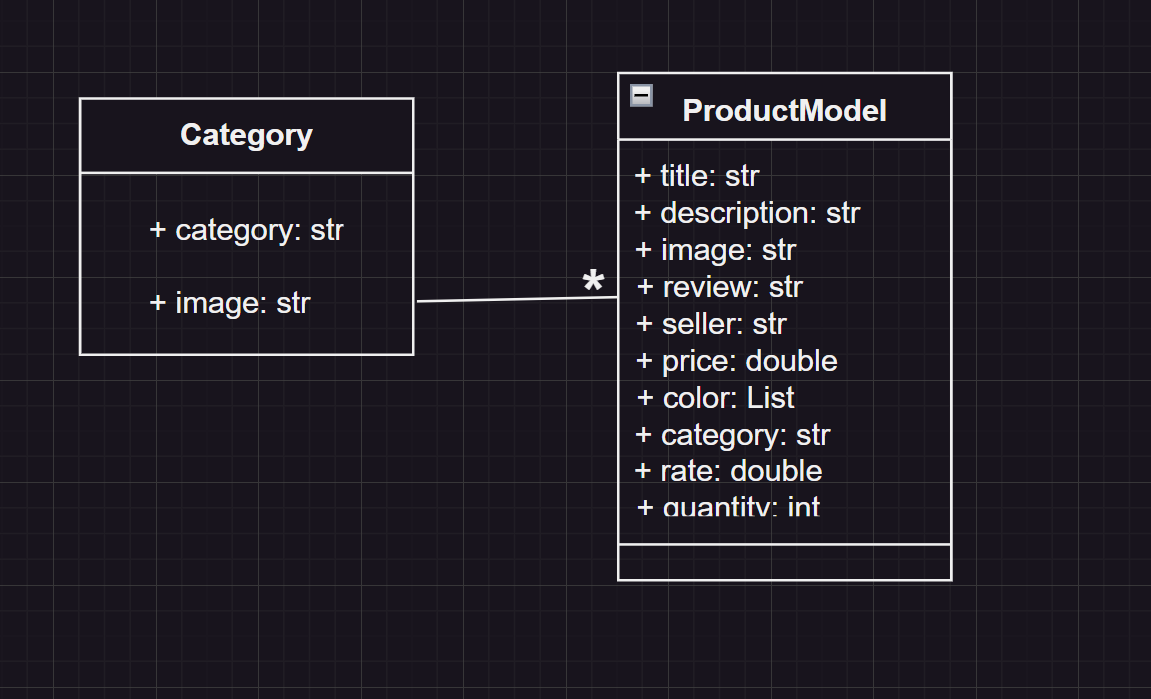 Category
+ category: str
+ image: str
*
ProductModel
+ title: str
+ description: str
+ image: str
+ review: str
+ seller: str
+ price: double
+ color: List
+ category: str
+ rate: double
+ quantity: int